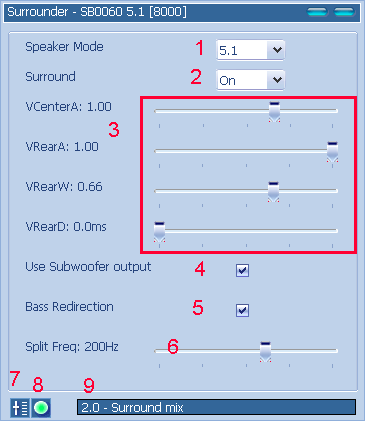 Surrounder - SB0060 5.1 [8000]
Speaker Mode 1 5.1
Surround 2 On
VCenterA: 1.00
3
VRearA: 1.00
VRearW: 0.66
VRearD: 0.0ms
Use Subwoofer output 4
Bass Redirection 5
Split Freq: 200Hz 6
7 8 9
2.0 - Surround mix